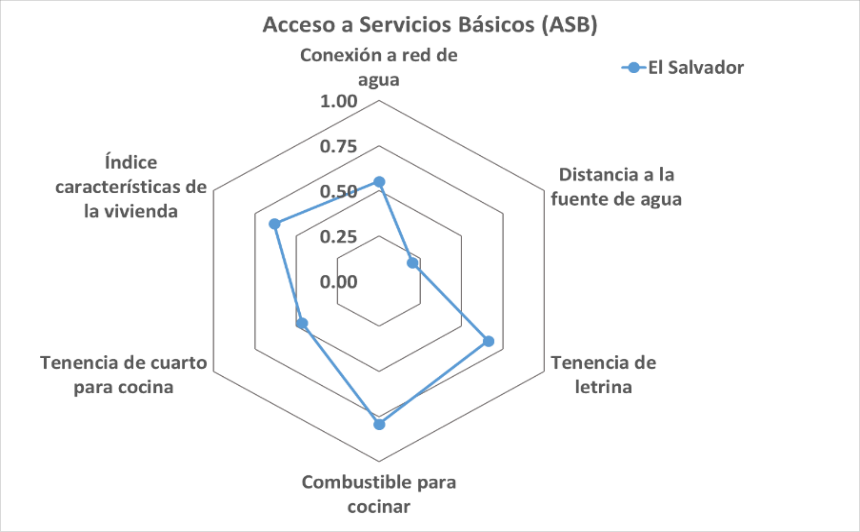 Acceso a Servicios Básicos (ASB)
Conexión a red de
agua
El Salvador
1.00
0.75
0.50
0.25
0.00
Distancia a la
fuente de agua
Tenencia de
letrina
Combustible para
cocinar
Tenencia de cuarto
para cocina
Índice
características de
la vivienda